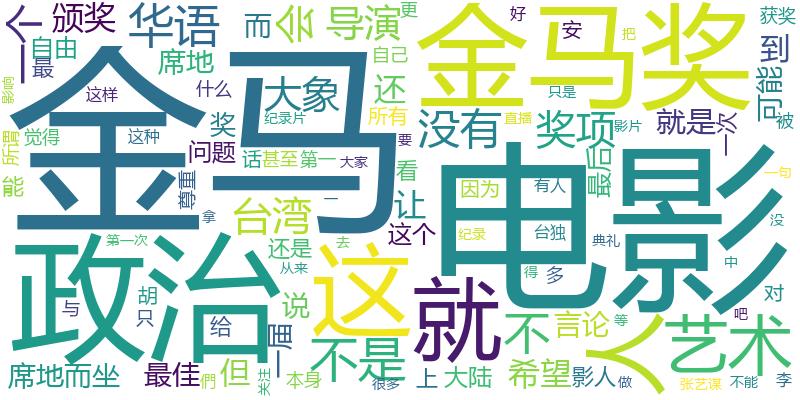 金马
电影
金马奖
政治
这
就
人
艺术
华语
导演
没有
奖项
台湾
不是
不
大象
颁奖
席地
自由
一个
最
而
会
还
所有
自己
更
好
安
把
获奖
到
可能
被
什么
这样
影响
所谓
觉得
这种
能
奖
问题
纪录片
话
甚至
第一
大家
要
看
让
直播
只是
影片
就是
一次
最后
尊重
拿
一
这个
因为
有人
纪录
台独
典礼
一句
没
中
对
第一次
还是
从来
去
说
得
多
与
胡
只
给
一届
言论
等
吧
希望
影人
做
张艺谋
不能
李
席地而坐
最佳
們
但
关注
本身
很多
上
大陆